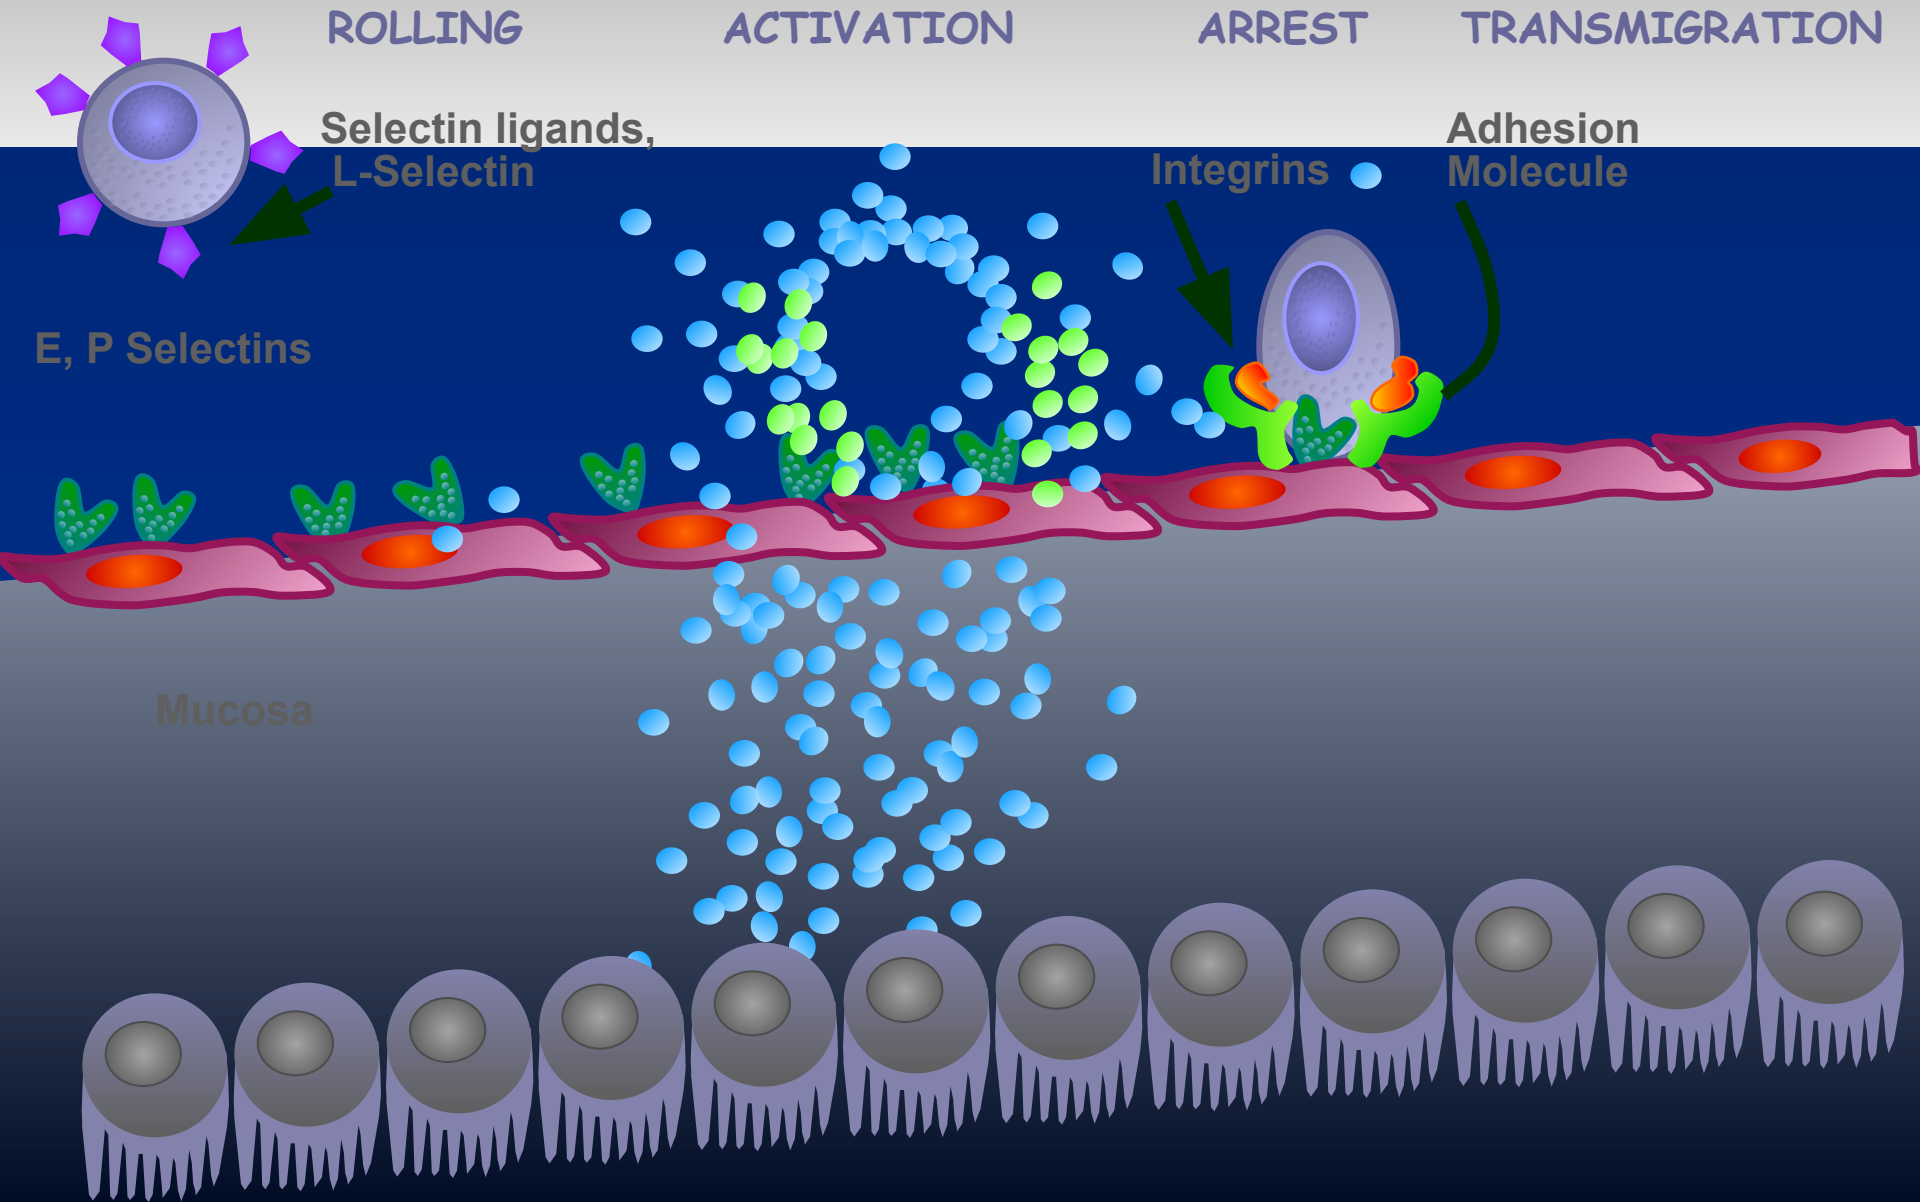 ROLLING
ACTIVATION
ARREST
TRANSMIGRATION
Selectin ligands,
L-Selectin
Integrins
Adhesion
Molecule
E, P Selectins
Mucosa